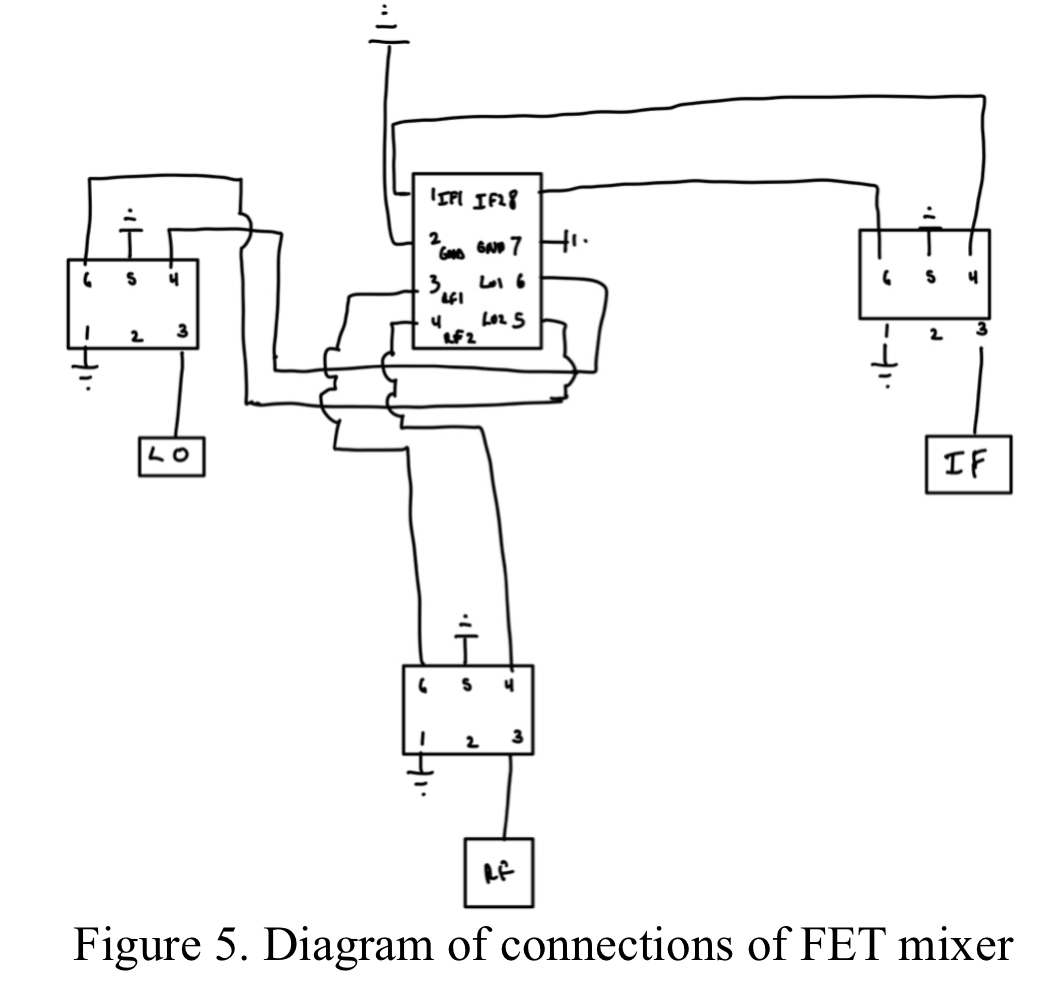 1 IF1 IF2 8
2 GND GND 7
3 RF1 LO1 6
4 RF2 LO2 5
6 5 4
1 2 3
LO
6 5 4
1 2 3
IF
6 5 4
1 2 3
RF
Figure 5. Diagram of connections of FET mixer